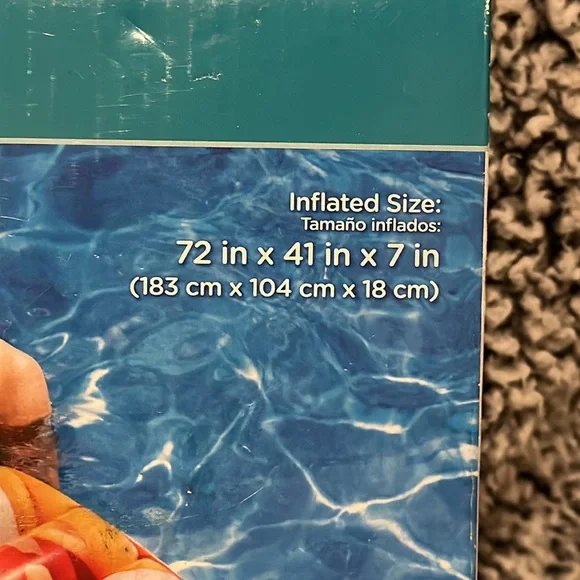 Inflated Size:
Tamaño inflados:
72 in x 41 in x 7 in
(183 cm x 104 cm x 18 cm)